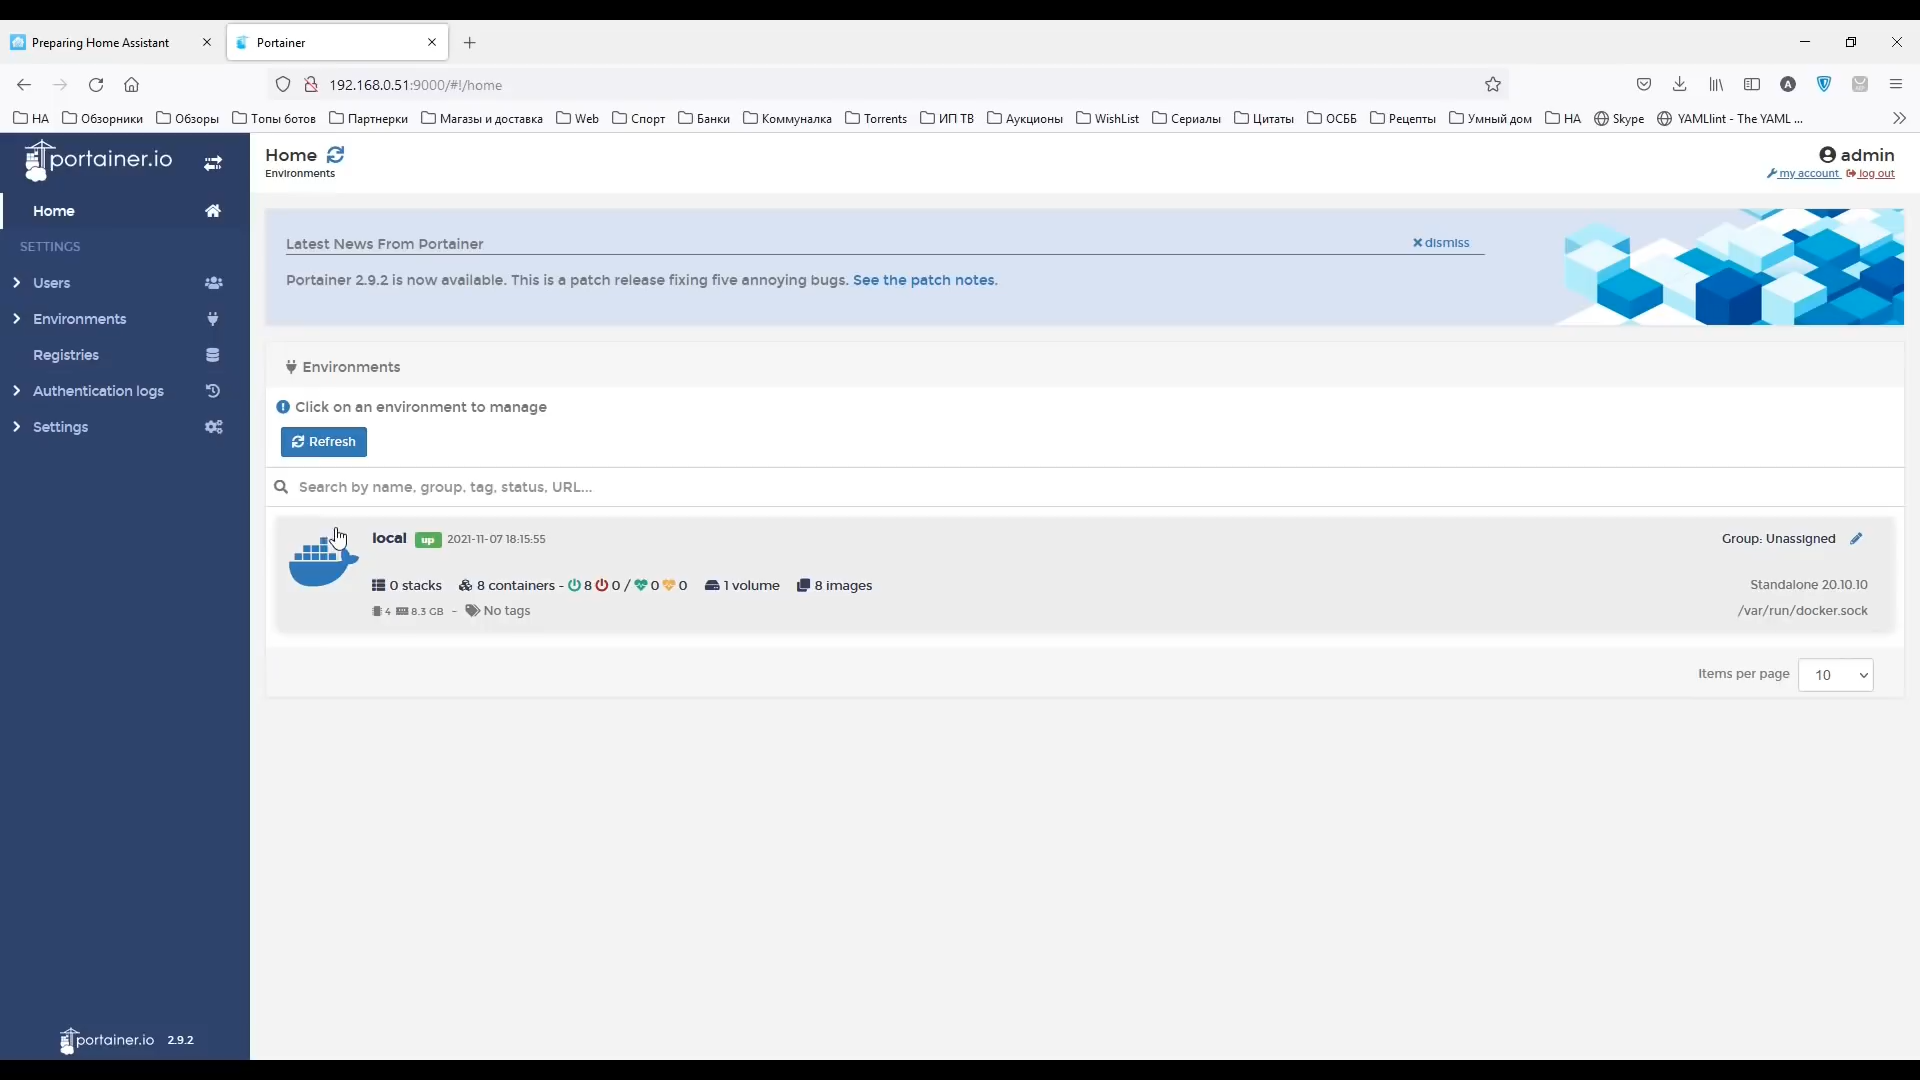 Preparing Home Assistant
Portainer
192.168.0.51:9000/#!/home
HA
Обзорники
Обзоры
Топы ботов
Партнерки
Магазы и доставка
Web
Спорт
Банки
Коммуналка
Torrents
ИП ТВ
Аукционы
WishList
Сериалы
Цитаты
ОСББ
Рецепты
Умный дом
HA
Skype
YAMLlint - The YAML ...
portainer.io
Home
SETTINGS
Users
Environments
Registries
Authentication logs
Settings
portainer.io 2.9.2
Home
Environments
admin
my account log out
Latest News From Portainer
dismiss
Portainer 2.9.2 is now available. This is a patch release fixing five annoying bugs. See the patch notes.
Environments
Click on an environment to manage
Refresh
Search by name, group, tag, status, URL...
local up 2021-11-07 18:15:55
Group: Unassigned
0 stacks 8 containers - 8 0 / 0 0 1 volume 8 images
Standalone 20.10.10
4 8.3 GB - No tags
/var/run/docker.sock
Items per page 10